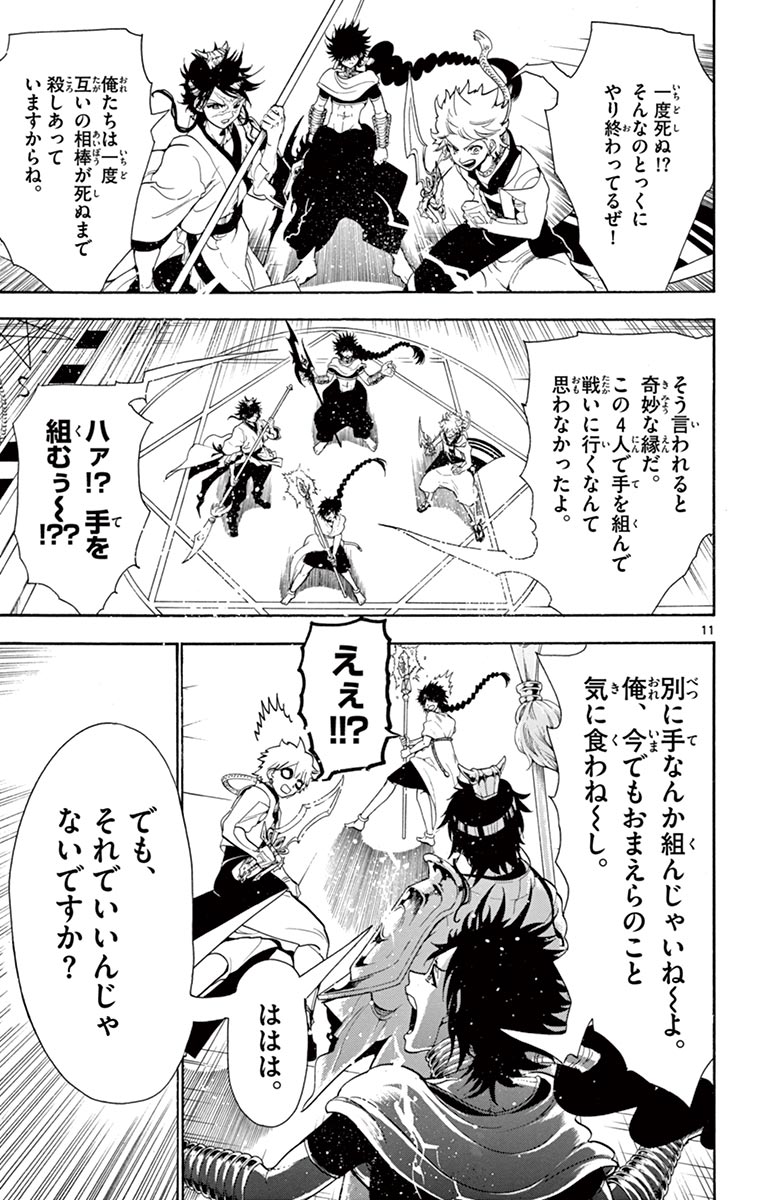 一度死ぬ!?
そんなのとっくに
やり終わってるぜ!
俺たちは一度
互いの相棒が死ぬまで
殺しあって
いますからね。
そう言われると
奇妙な縁だ。
この4人で手を組んで
戦いに行くなんて
思わなかったよ。
ハァ!?手を
組むぅ〜
!??
11
別に手なんか組んじゃいね〜よ。
俺、今でもおまえらのこと
気に食わね〜し。
えぇ
!!?
ははは。
でも、
それでいいんじゃ
ないですか?